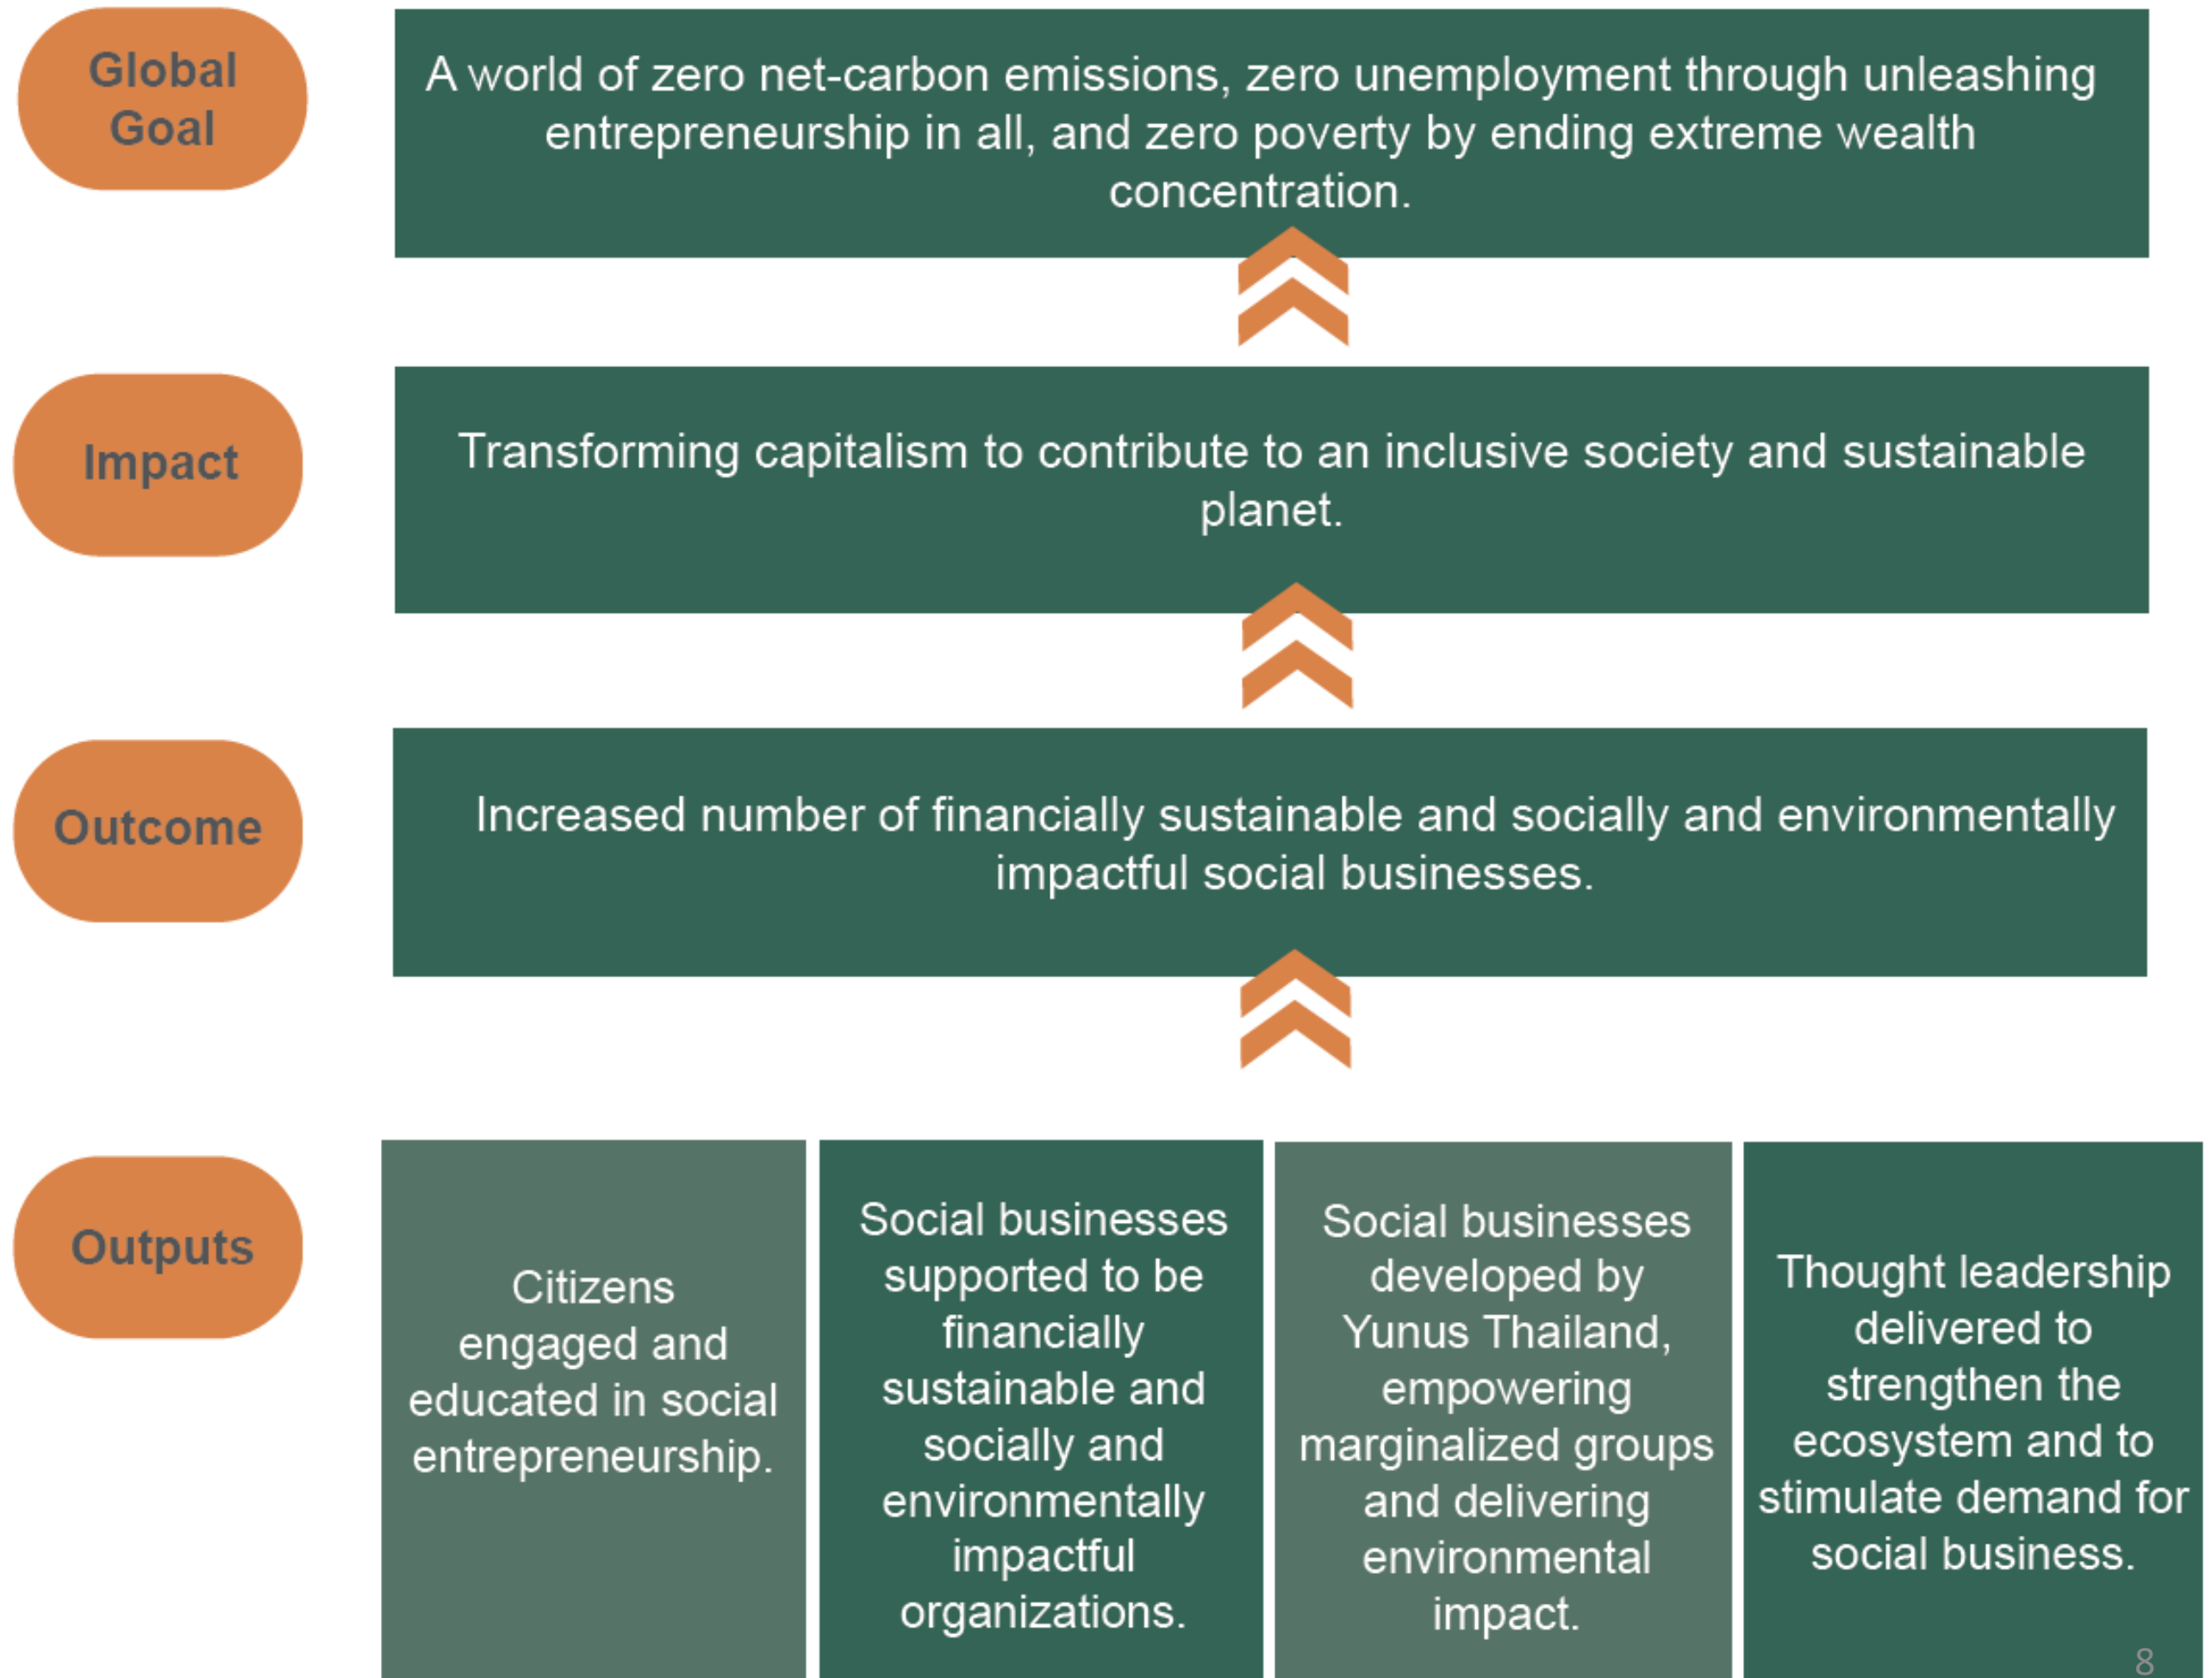 Global
Goal
A world of zero net-carbon emissions, zero unemployment through unleashing
entrepreneurship in all, and zero poverty by ending extreme wealth
concentration.
Impact
Transforming capitalism to contribute to an inclusive society and sustainable
planet.
Outcome
Increased number of financially sustainable and socially and environmentally
impactful social businesses.
Outputs
Citizens
engaged and
educated in social
entrepreneurship.
Social businesses
supported to be
financially
sustainable and
socially and
environmentally
impactful
organizations.
Social businesses
developed by
Yunus Thailand,
empowering
marginalized groups
and delivering
environmental
impact.
Thought leadership
delivered to
strengthen the
ecosystem and to
stimulate demand for
social business.
8